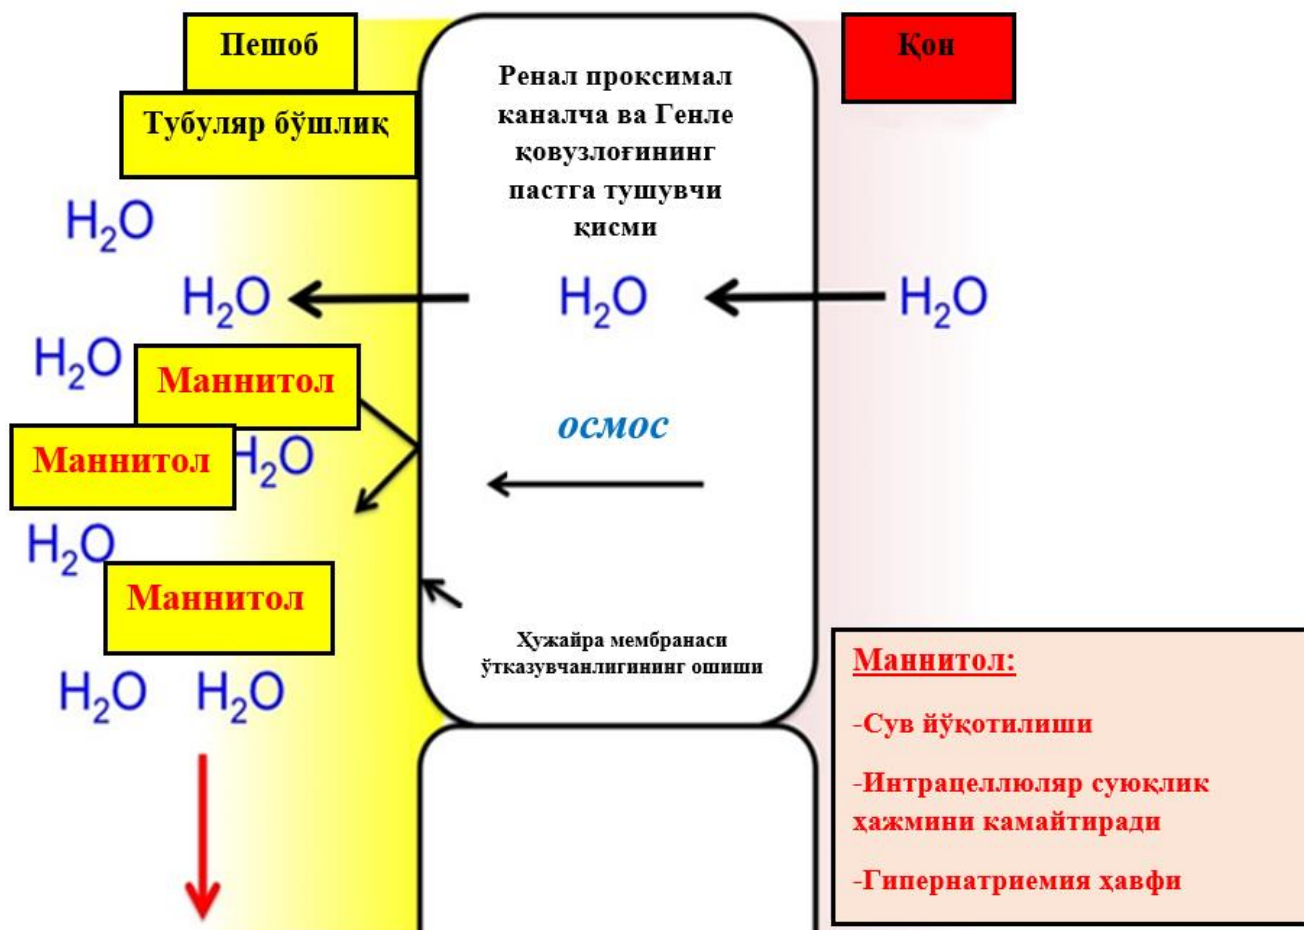 Пешоб
Тубуляр бўшлиқ
Ренал проксимал
каналча ва Генле
қовузлоғининг
пастга тушувчи
қисми
Қон
H₂O
H₂O
H₂O
H₂O
H₂O
Маннитол
осмос
Маннитол
H₂O
H₂O
Маннитол
Ҳужайра мембранаси
ўтказувчанлигининг ошиши
H₂O
H₂O
Маннитол:
-Сув йўқотилиши
-Интрацеллюляр суюқлик
ҳажмини камайтиради
-Гипернатриемия ҳавфи